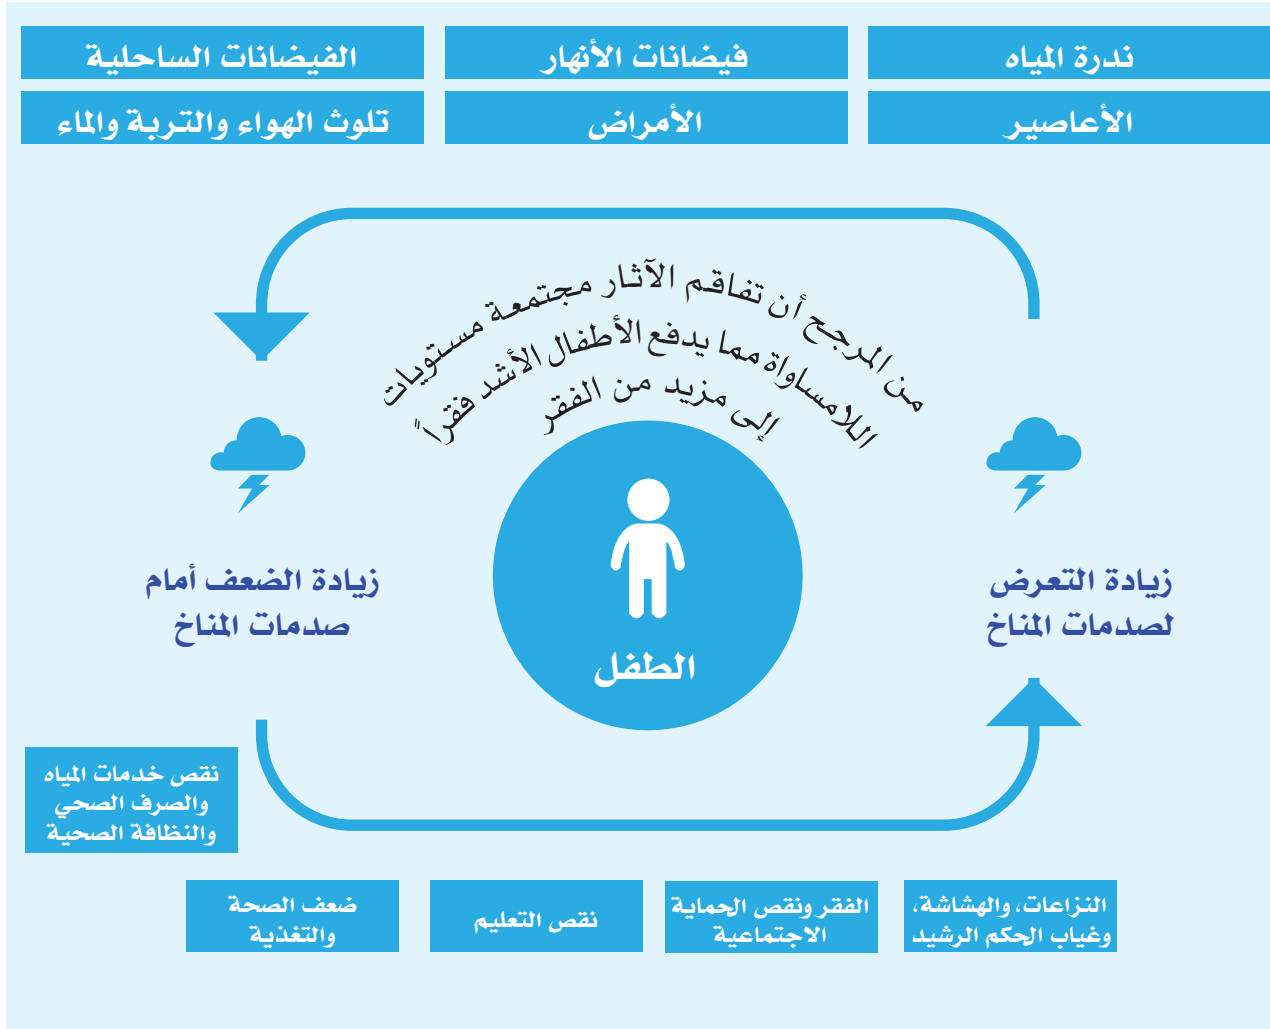 ندرة المياه
فيضانات الأنهار
الفيضانات الساحلية
الأعاصير
الأمراض
تلوث الهواء والتربة والماء
من المرجح أن تفاقم الآثار مجتمعة مستويات
اللامساواة مما يدفع الأطفال الأشد فقراً
إلى مزيد من الفقر
زيادة التعرض
لصدمات المناخ
الطفل
زيادة الضعف أمام
صدمات المناخ
نقص خدمات المياه
والصرف الصحي
والنظافة الصحية
النزاعات، والهشاشة،
وغياب الحكم الرشيد
الفقر ونقص الحماية
الاجتماعية
نقص التعليم
ضعف الصحة
والتغذية